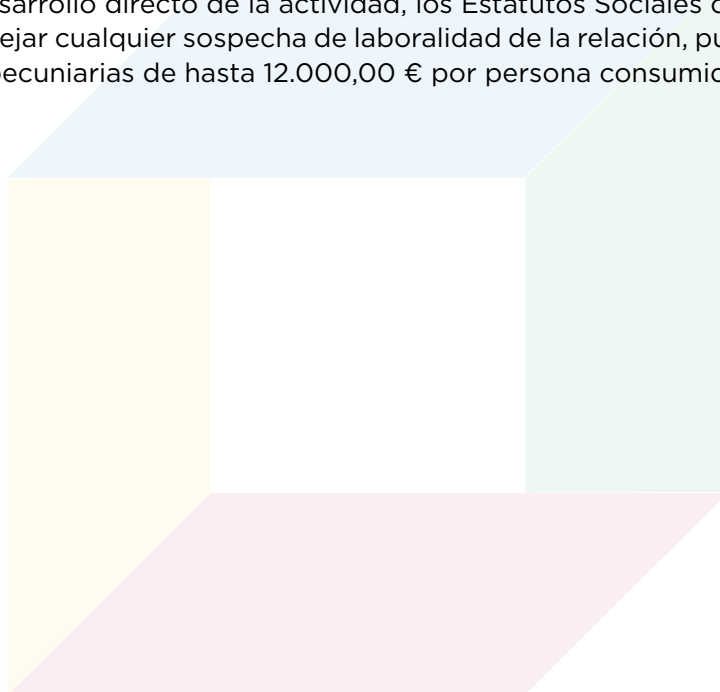 sarrollo directo de la actividad, los Estatutos Sociales
ejar cualquier sospecha de laboralidad de la relación, pu
pecuniarias de hasta 12.000,00 € por persona consumid